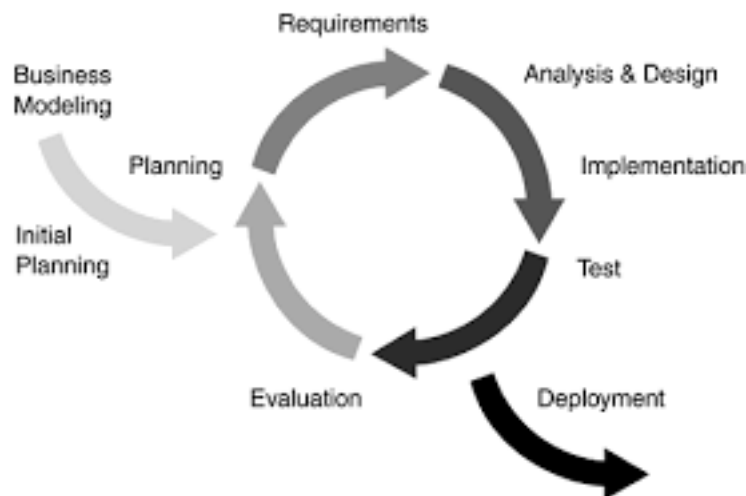 Requirements
Business
Modeling
Analysis & Design
Planning
Implementation
Initial
Planning
Test
Evaluation
Deployment